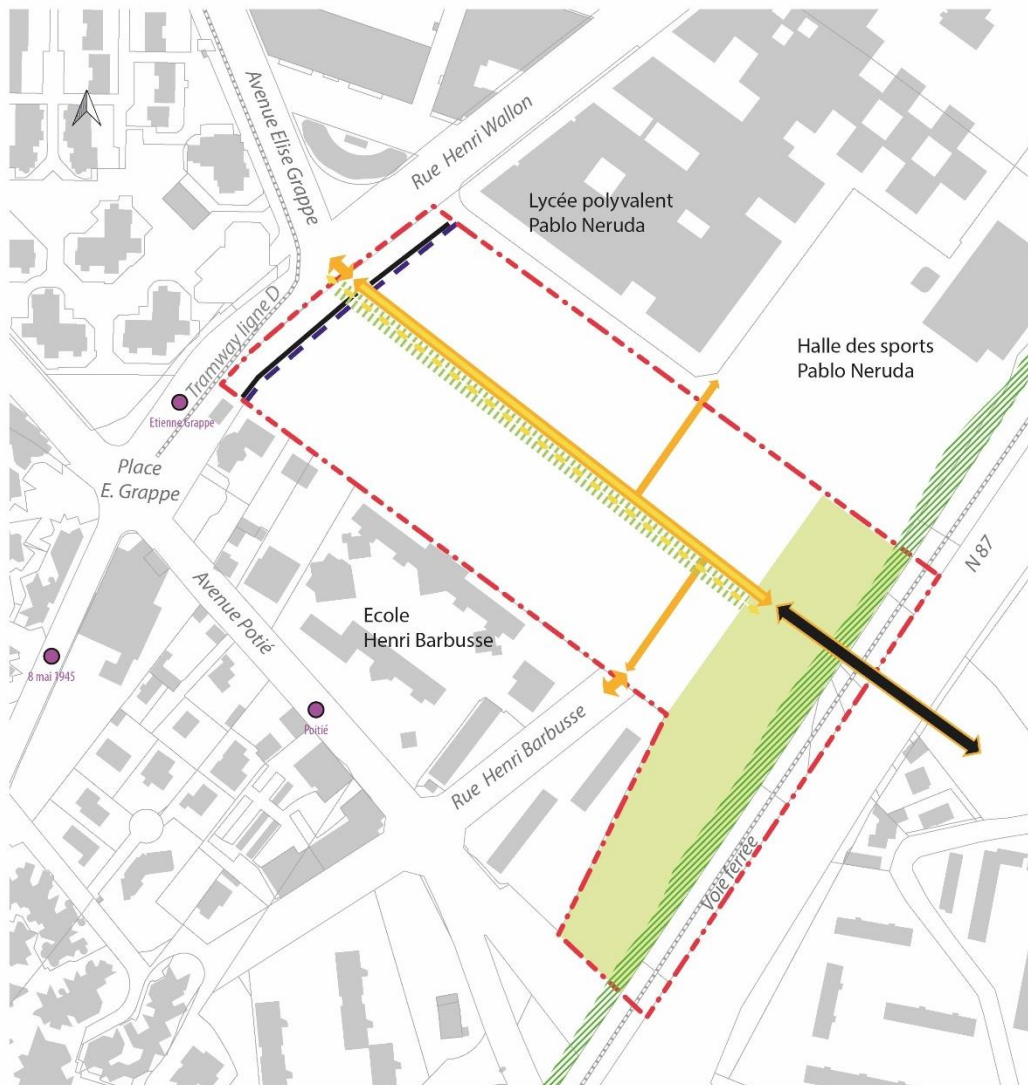 Avenue Elise Grappe
Rue Henri Wallon
Lycée polyvalent
Pablo Neruda
Tramway ligne D
Halle des sports
Pablo Neruda
Etienne Grappe
Place
E. Grappe
N 87
Avenue Potié
Ecole
Henri Barbusse
8 mai 1945
Poitié
Rue Henri Barbusse
Voie ferrée